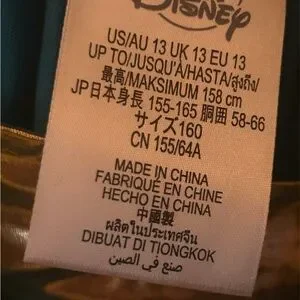 DISNEY
US/AU 13 UK 13 EU 13
UP TO/JUSQU'À/HASTA/สูงถึง/
最高/MAKSIMUM 158 cm
JP日本身長 155-165 胴囲 58-66
サイズ160
CN 155/64A
MADE IN CHINA
FABRIQUÉ EN CHINE
HECHO EN CHINA
中國製
ผลิตในประเทศจีน
DIBUAT DI TIONGKOK
صنع في الصين